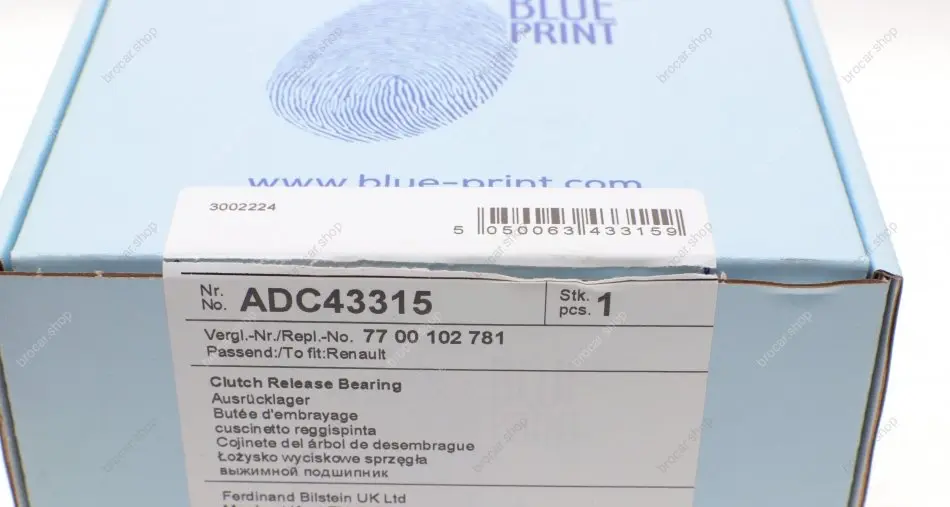 BLUE
PRINT
www.blue-print.com
3002224
5 050063 433159
Nr.
No. ADC43315
Stk.
pcs. 1
Vergl.-Nr./Repl.-No. 77 00 102 781
Passend:/To fit:Renault
Clutch Release Bearing
Ausrücklager
Butée d'embrayage
cuscinetto reggispinta
Cojinete del árbol de desembrague
Łożysko wyciskowe sprzęgła
выжимной подшипник
Ferdinand Bilstein UK Ltd
brocar.shop